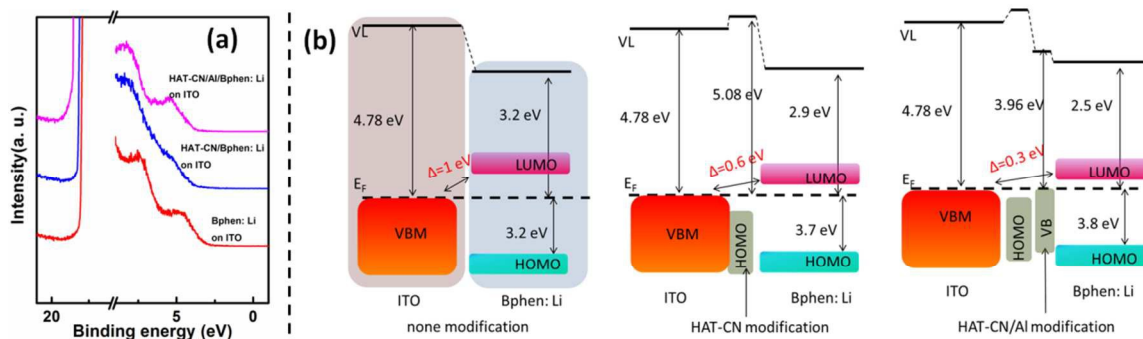 (a)
HAT-CN/Al/Bphen: Li
on ITO
HAT-CN/Bphen: Li
on ITO
Bphen: Li
on ITO
Intensity(a. u.)
20
5
0
Binding energy (eV)
(b)
VL
4.78 eV
3.2 eV
Δ=1 eV
LUMO
E_F
VBM
3.2 eV
HOMO
ITO
Bphen: Li
none modification
VL
4.78 eV
5.08 eV
2.9 eV
Δ=0.6 eV
LUMO
E_F
VBM
HOMO
3.7 eV
HOMO
ITO
Bphen: Li
HAT-CN modification
VL
4.78 eV
3.96 eV
2.5 eV
Δ=0.3 eV
LUMO
E_F
VBM
HOMO
VB
3.8 eV
HOMO
ITO
Bphen: Li
HAT-CN/Al modification